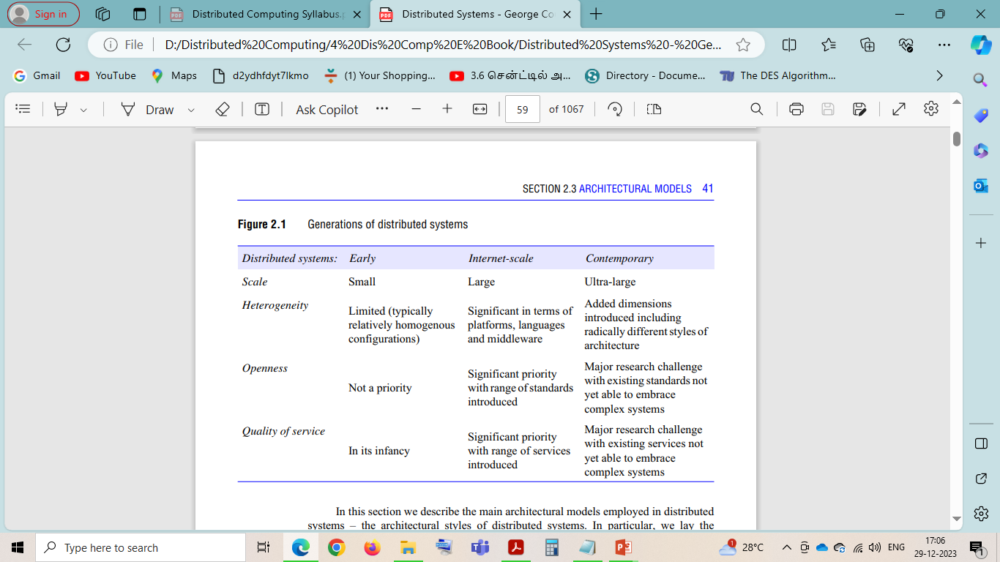 Sign in
Distributed Computing Syllabus.p
Distributed Systems - George Co
File
D:/Distributed%20Computing/4%20Dis%20Comp%20E%20Book/Distributed%20Systems%20-%20Ge...
Gmail
YouTube
Maps
d2ydhfdyt7lkmo
(1) Your Shopping...
3.6 சென்ட்டில் அ...
Directory - Docume...
The DES Algorithm...
Draw
Ask Copilot
59
of 1067
SECTION 2.3 ARCHITECTURAL MODELS 41
Figure 2.1 Generations of distributed systems
Distributed systems: Early Internet-scale Contemporary
Scale Small Large Ultra-large
Heterogeneity
Limited (typically
relatively homogenous
configurations)
Significant in terms of
platforms, languages
and middleware
Added dimensions
introduced including
radically different styles of
architecture
Openness
Not a priority
Significant priority
with range of standards
introduced
Major research challenge
with existing standards not
yet able to embrace
complex systems
Quality of service
In its infancy
Significant priority
with range of services
introduced
Major research challenge
with existing services not
yet able to embrace
complex systems
In this section we describe the main architectural models employed in distributed
systems – the architectural styles of distributed systems. In particular, we lay the
Type here to search
28°C
ENG
17:06
29-12-2023